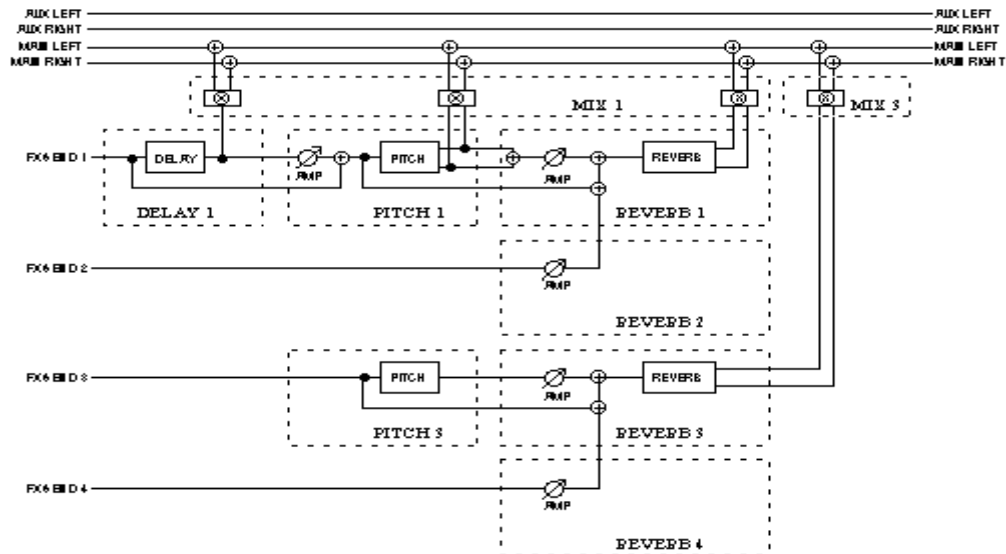 AUX LEFT AUX LEFT
AUX RIGHT AUX RIGHT
MAIN LEFT MAIN LEFT
MAIN RIGHT MAIN RIGHT
MIX 1 MIX 3
FX SEND 1 DELAY AMP PITCH AMP REVERB
DELAY 1 PITCH 1 REVERB 1
FX SEND 2 AMP
REVERB 2
FX SEND 3 PITCH AMP REVERB
PITCH 3 REVERB 3
FX SEND 4 AMP
REVERB 4